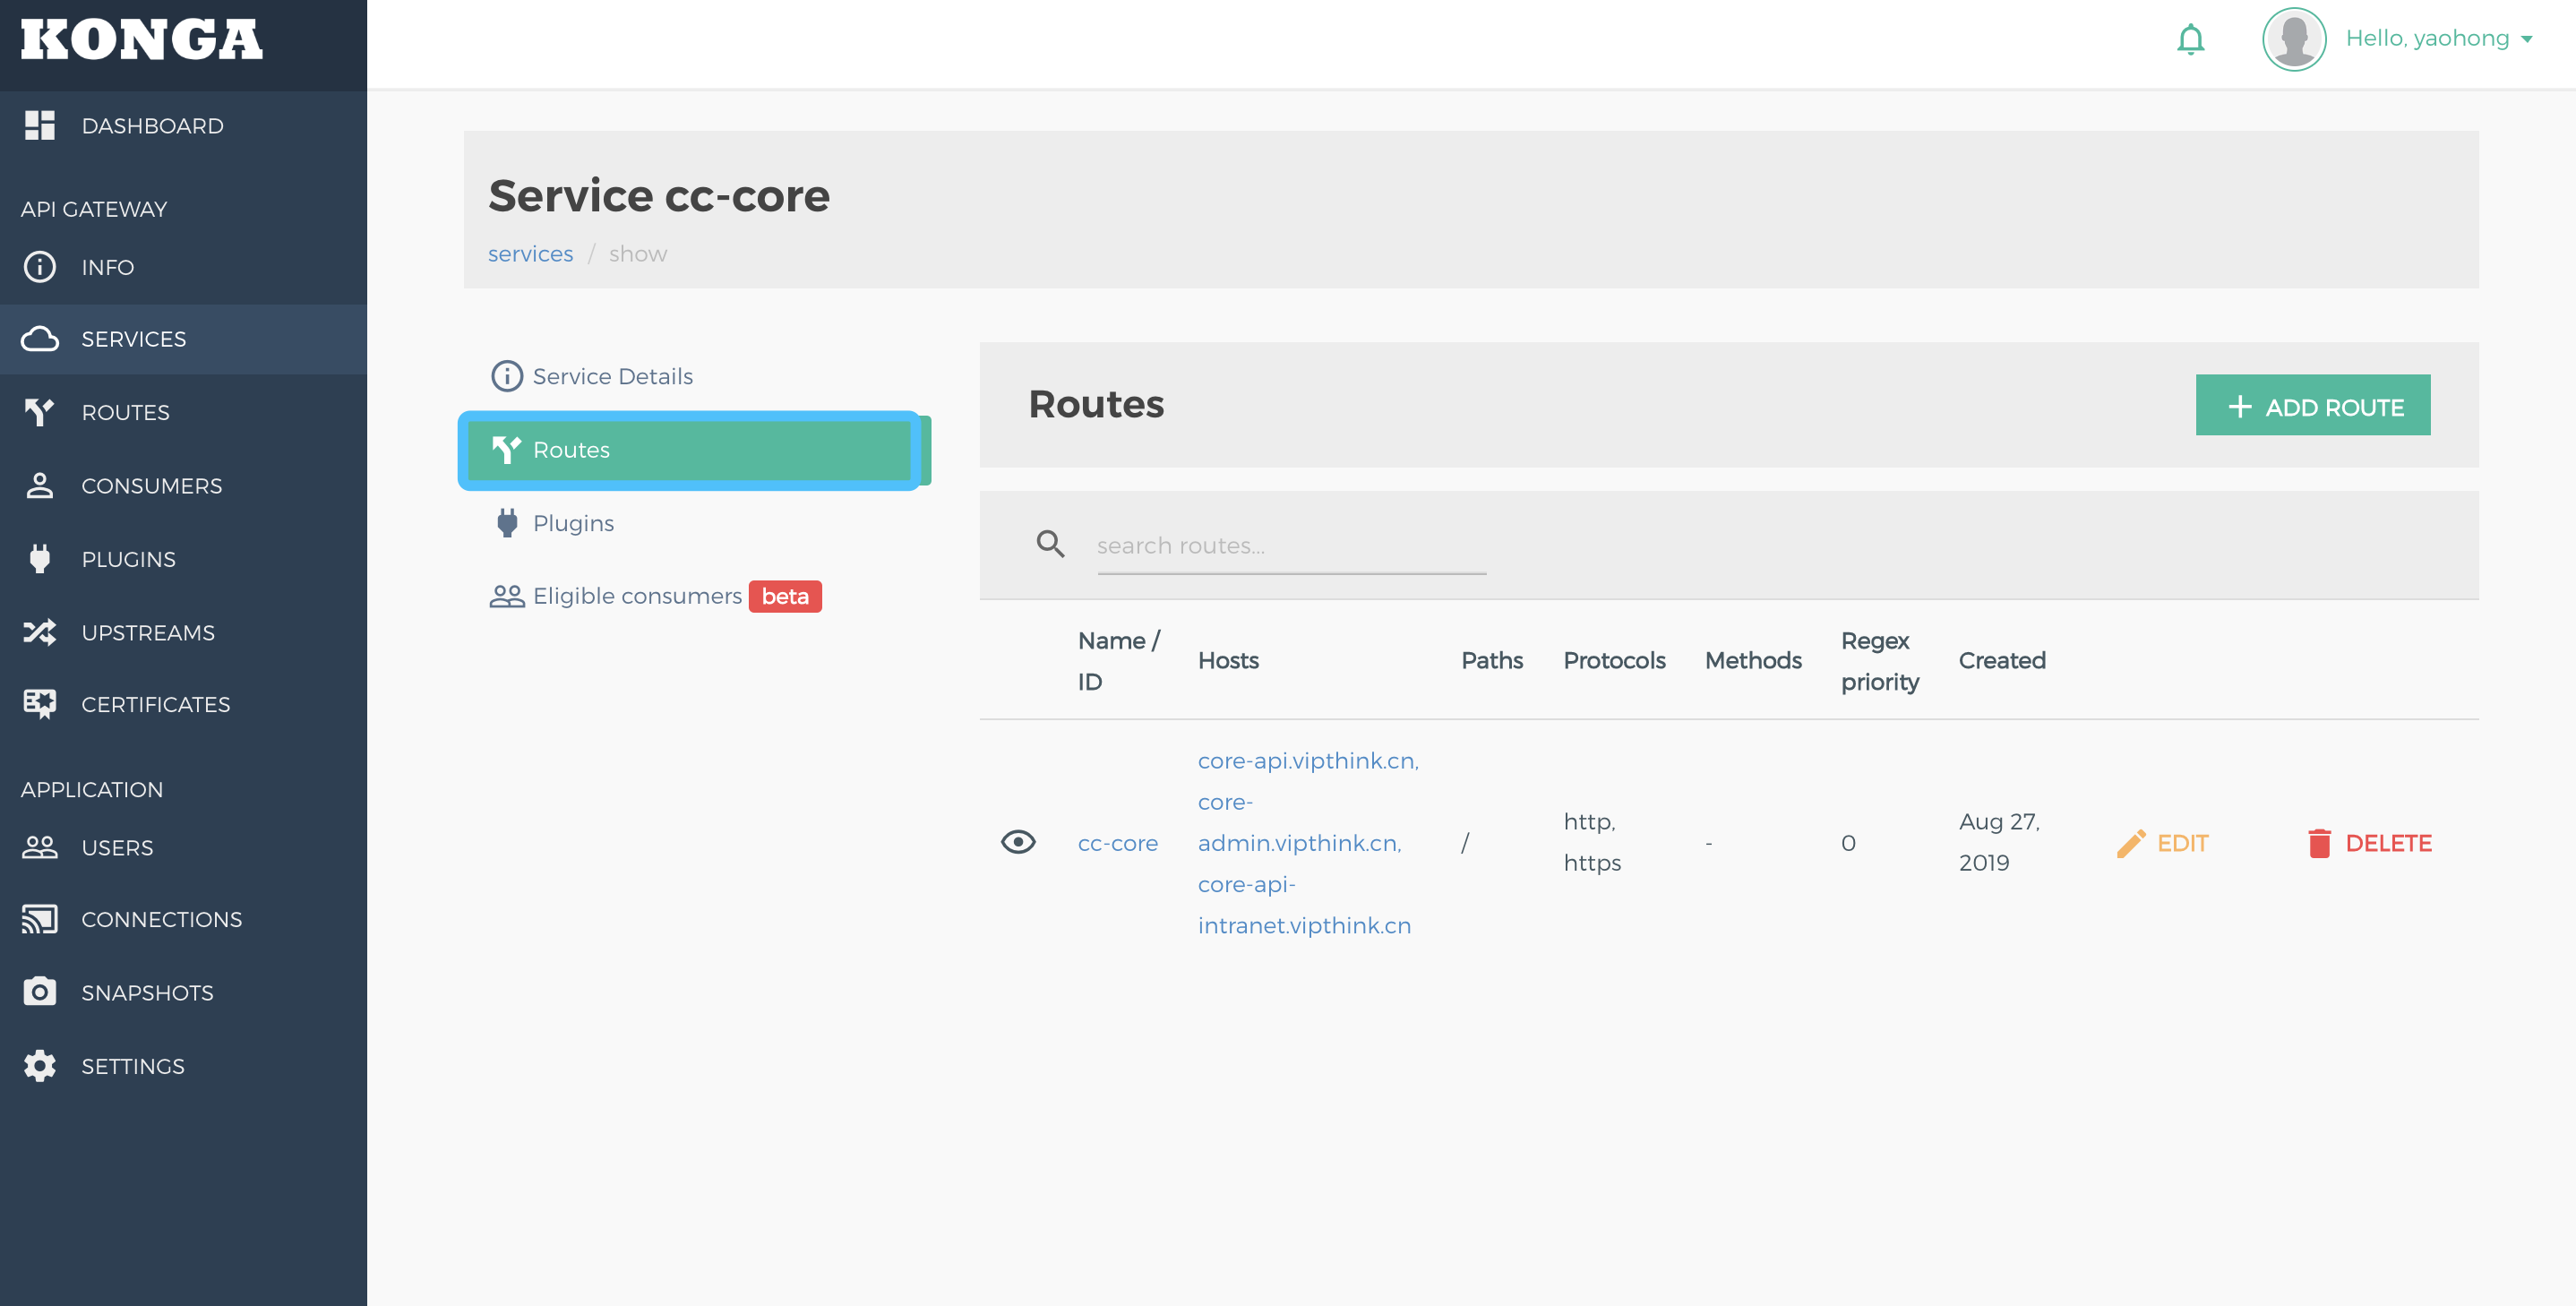 KONGA
Hello, yaohong
DASHBOARD
API GATEWAY
INFO
SERVICES
ROUTES
CONSUMERS
PLUGINS
UPSTREAMS
CERTIFICATES
APPLICATION
USERS
CONNECTIONS
SNAPSHOTS
SETTINGS
Service cc-core
services / show
Service Details
Routes
Plugins
Eligible consumers beta
Routes
ADD ROUTE
search routes...
Name /
ID
Hosts
Paths
Protocols
Methods
Regex
priority
Created
cc-core
core-api.vipthink.cn,
core-
admin.vipthink.cn,
core-api-
intranet.vipthink.cn
/
http,
https
-
0
Aug 27,
2019
EDIT
DELETE